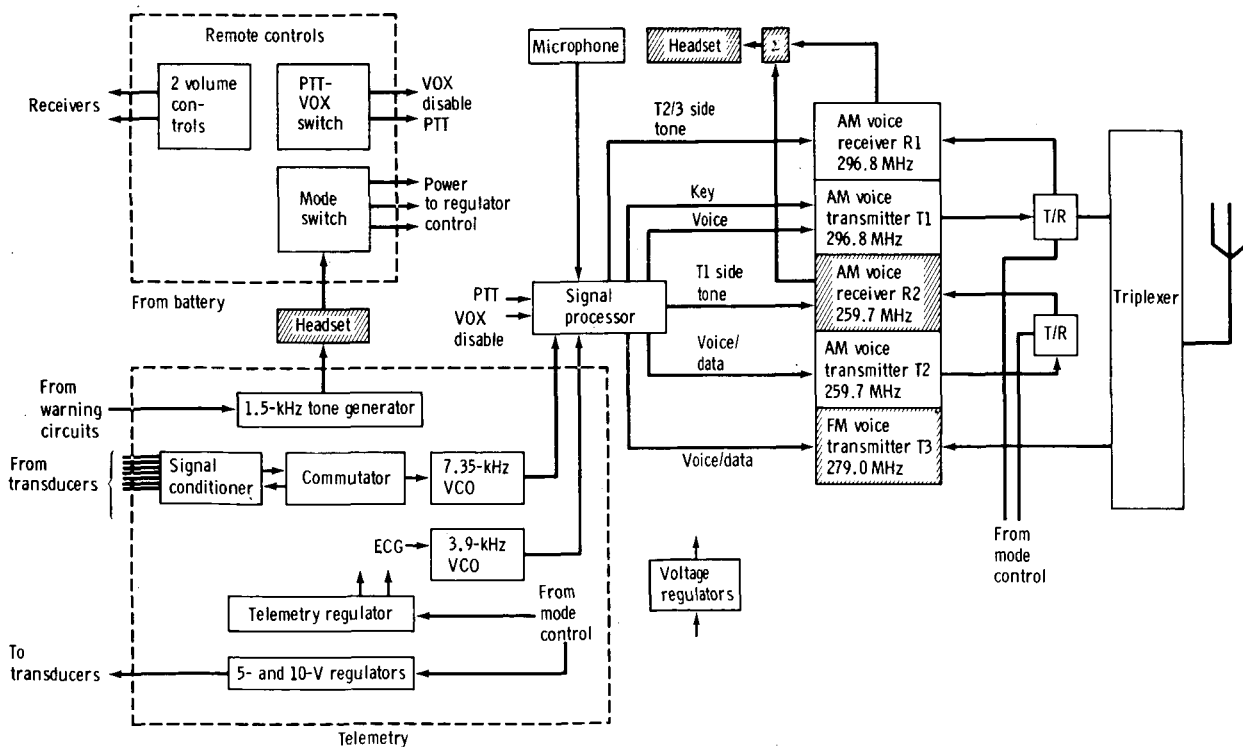 Remote controls
2 volume con-
trols
Receivers
PTT-
VOX
switch
VOX
disable
PTT
Mode
switch
Power
to regulator
control
From battery
Headset
Microphone
Headset
Σ
T2/3 side
tone
Key
Voice
T1 side
tone
PTT
VOX
disable
Signal
processor
Voice/
data
Voice/data
AM voice
receiver R1
296.8 MHz
AM voice
transmitter T1
296.8 MHz
AM voice
receiver R2
259.7 MHz
AM voice
transmitter T2
259.7 MHz
FM voice
transmitter T3
279.0 MHz
T/R
T/R
Triplexer
From
mode
control
From
warning
circuits
1.5-kHz tone generator
From
transducers
Signal
conditioner
Commutator
7.35-kHz
VCO
ECG
3.9-kHz
VCO
Telemetry regulator
From
mode
control
To
transducers
5- and 10-V regulators
Voltage
regulators
Telemetry